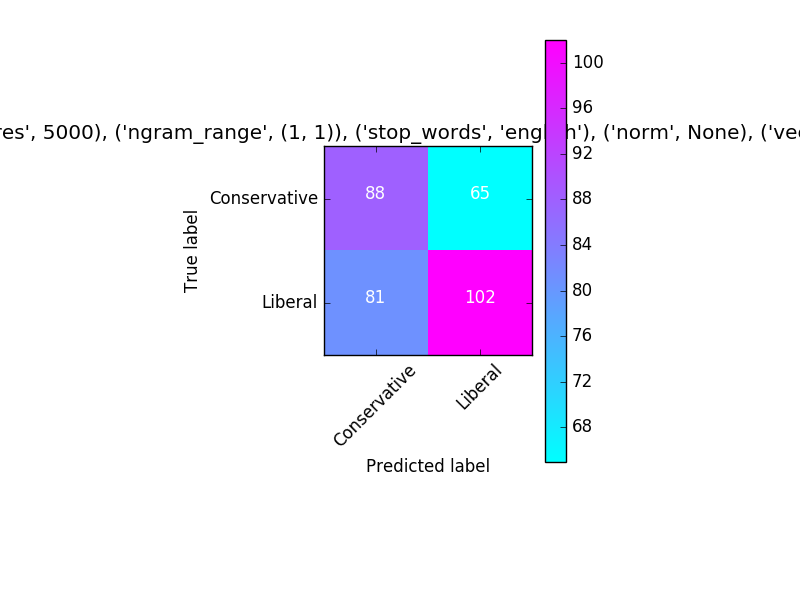 res', 5000), ('ngram_range', (1, 1)), ('stop_words', 'english'), ('norm', None), ('vec
Conservative 88 65
Liberal 81 102
True label
Conservative Liberal
Predicted label
100
96
92
88
84
80
76
72
68